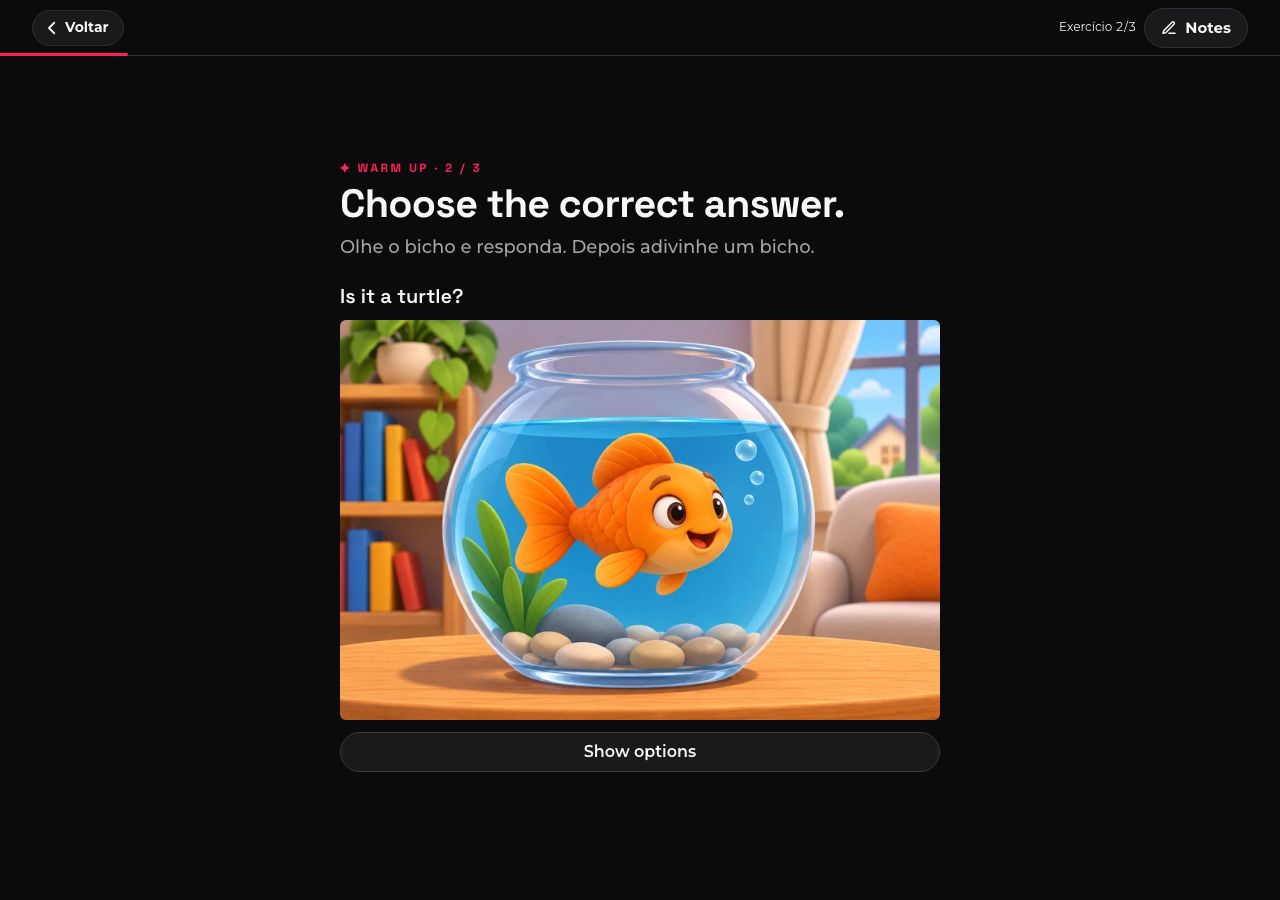 Voltar
Exercício 2/3
Notes
WARM UP · 2 / 3
Choose the correct answer.
Olhe o bicho e responda. Depois adivinhe um bicho.
Is it a turtle?
Show options